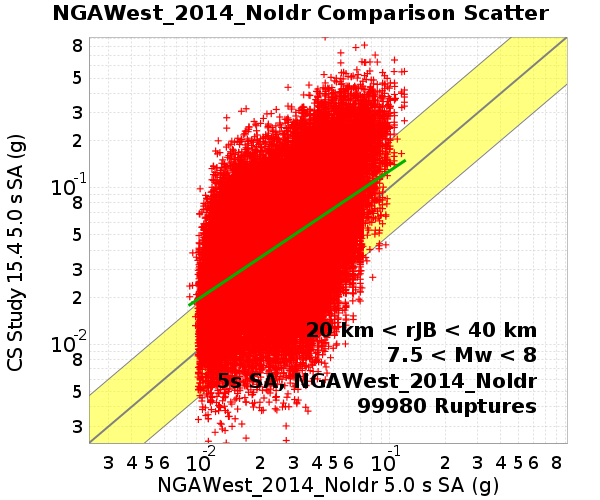 NGAWest_2014_NoIdr Comparison Scatter
CS Study 15.4 5.0 s SA (g)
8
5
3
2
10^-1
8
5
3
2
10^-2
8
5
3
20 km < rJB < 40 km
7.5 < Mw < 8
5s SA, NGAWest_2014_NoIdr
99980 Ruptures
3 4 5 6 10^-2 2 3 4 5 6 10^-1 2 3 4 5 6 8
NGAWest_2014_NoIdr 5.0 s SA (g)